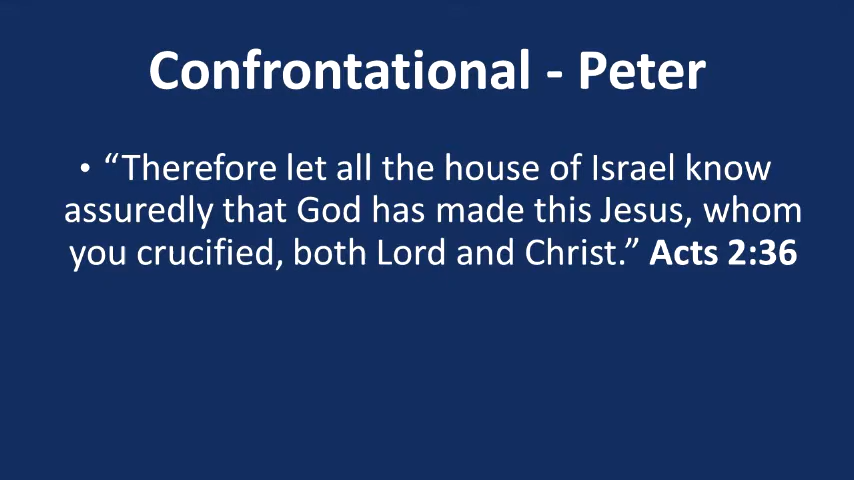 Confrontational - Peter
• “Therefore let all the house of Israel know
assuredly that God has made this Jesus, whom
you crucified, both Lord and Christ.” Acts 2:36